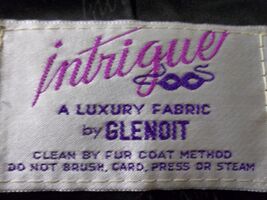 intrigue
A LUXURY FABRIC
by GLENOIT
CLEAN BY FUR COAT METHOD
DO NOT BRUSH, CARD, PRESS OR STEAM